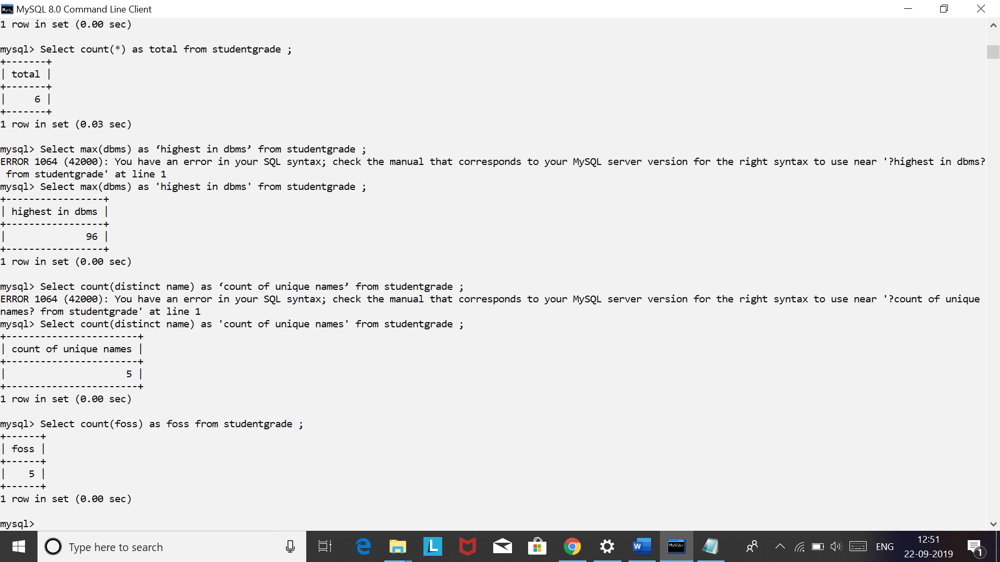 MySQL 8.0 Command Line Client
1 row in set (0.00 sec)
mysql> Select count(*) as total from studentgrade ;
+-------+
| total |
+-------+
|     6 |
+-------+
1 row in set (0.03 sec)
mysql> Select max(dbms) as ‘highest in dbms’ from studentgrade ;
ERROR 1064 (42000): You have an error in your SQL syntax; check the manual that corresponds to your MySQL server version for the right syntax to use near '?highest in dbms?
 from studentgrade' at line 1
mysql> Select max(dbms) as 'highest in dbms' from studentgrade ;
+-----------------+
| highest in dbms |
+-----------------+
|              96 |
+-----------------+
1 row in set (0.00 sec)
mysql> Select count(distinct name) as ‘count of unique names’ from studentgrade ;
ERROR 1064 (42000): You have an error in your SQL syntax; check the manual that corresponds to your MySQL server version for the right syntax to use near '?count of unique
names? from studentgrade' at line 1
mysql> Select count(distinct name) as 'count of unique names' from studentgrade ;
+-----------------------+
| count of unique names |
+-----------------------+
|                     5 |
+-----------------------+
1 row in set (0.00 sec)
mysql> Select count(foss) as foss from studentgrade ;
+------+
| foss |
+------+
|    5 |
+------+
1 row in set (0.00 sec)
mysql>
Type here to search
L
W
MySQL>
ENG
12:51
22-09-2019
1